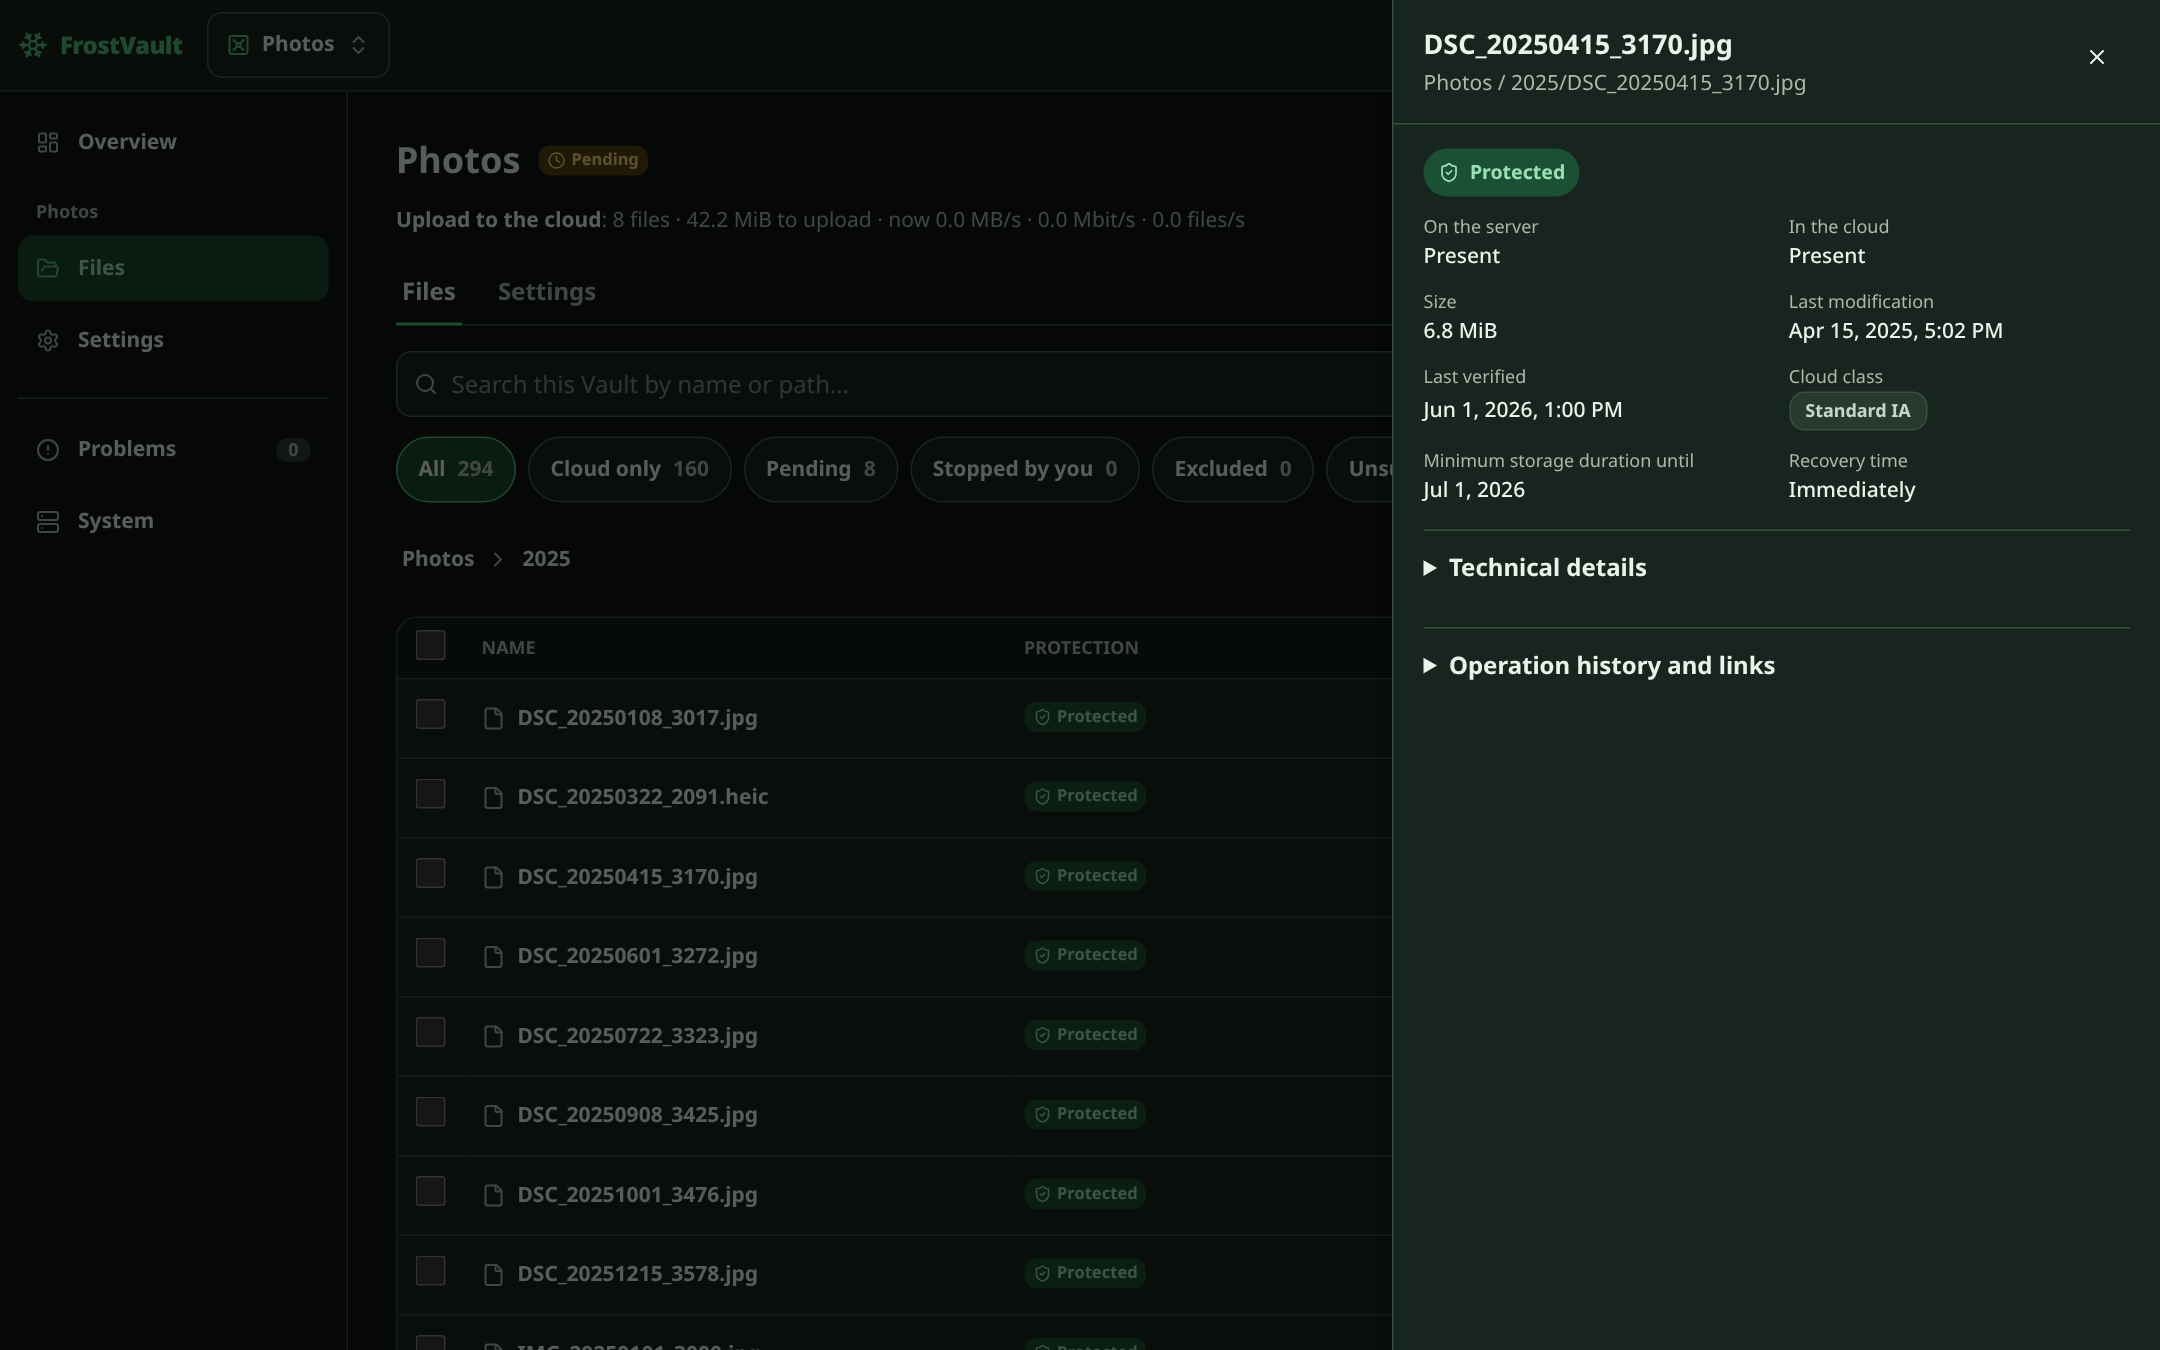 FrostVault
Photos
Overview
Photos
Files
Settings
Problems 0
System
Photos Pending
Upload to the cloud: 8 files · 42.2 MiB to upload · now 0.0 MB/s · 0.0 Mbit/s · 0.0 files/s
Files Settings
Search this Vault by name or path...
All 294 Cloud only 160 Pending 8 Stopped by you 0 Excluded 0
Photos > 2025
NAME PROTECTION
DSC_20250108_3017.jpg Protected
DSC_20250322_2091.heic Protected
DSC_20250415_3170.jpg Protected
DSC_20250601_3272.jpg Protected
DSC_20250722_3323.jpg Protected
DSC_20250908_3425.jpg Protected
DSC_20251001_3476.jpg Protected
DSC_20251215_3578.jpg Protected
DSC_20250415_3170.jpg
Photos / 2025/DSC_20250415_3170.jpg
Protected
On the server
Present
In the cloud
Present
Size
6.8 MiB
Last modification
Apr 15, 2025, 5:02 PM
Last verified
Jun 1, 2026, 1:00 PM
Cloud class
Standard IA
Minimum storage duration until
Jul 1, 2026
Recovery time
Immediately
Technical details
Operation history and links